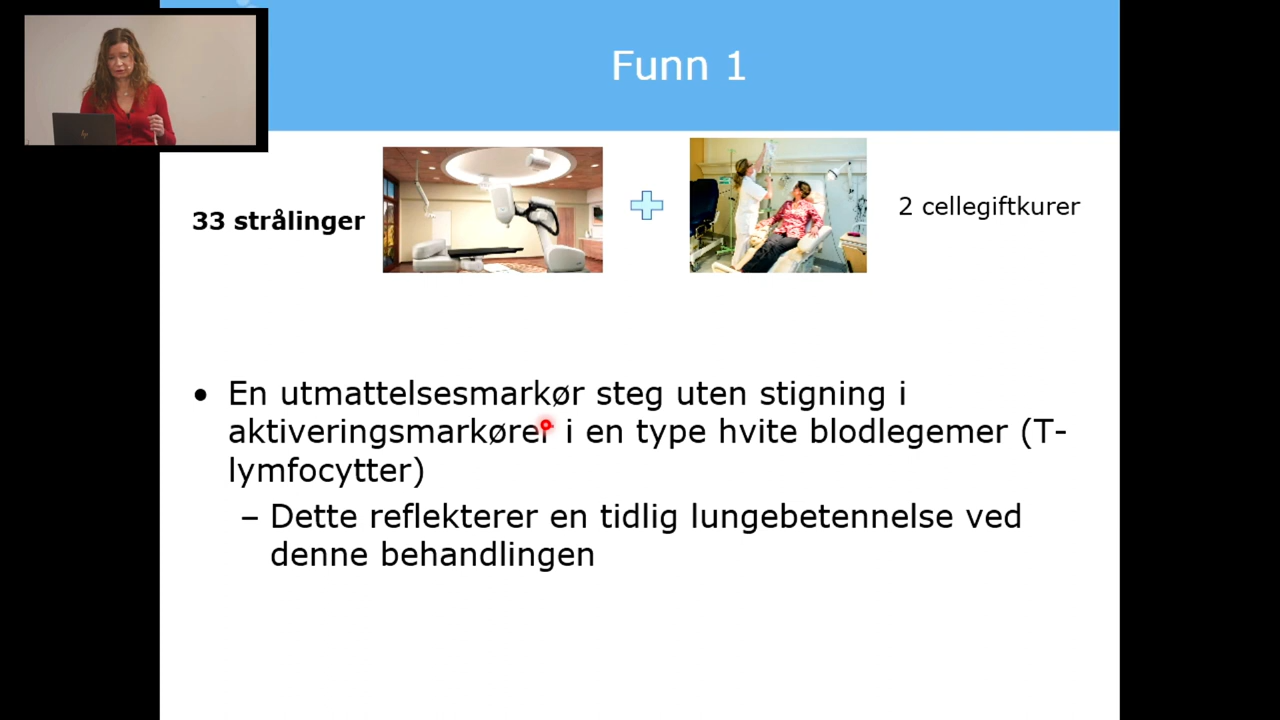 Funn 1
33 strålinger
2 cellegiftkurer
• En utmattelsesmarkør steg uten stigning i
aktiveringsmarkører i en type hvite blodlegemer (T-
lymfocytter)
– Dette reflekterer en tidlig lungebetennelse ved
denne behandlingen